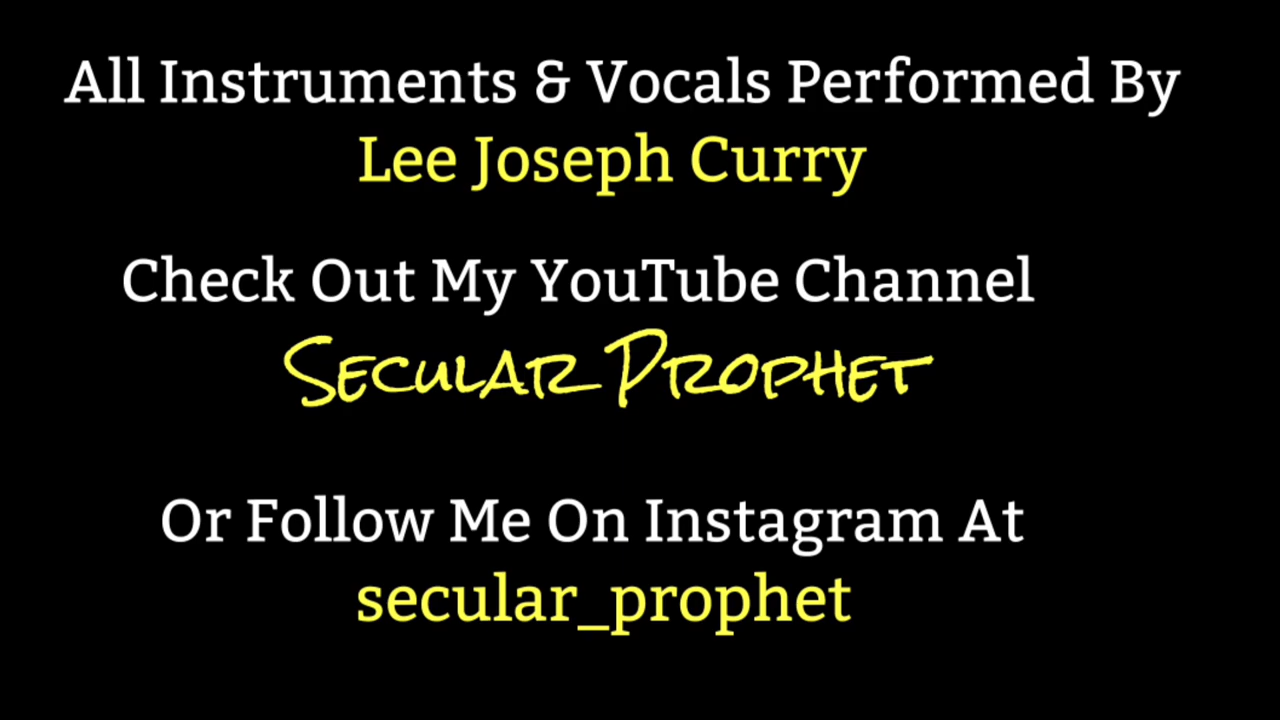 All Instruments & Vocals Performed By
Lee Joseph Curry
Check Out My YouTube Channel
Secular Prophet
Or Follow Me On Instagram At
secular_prophet